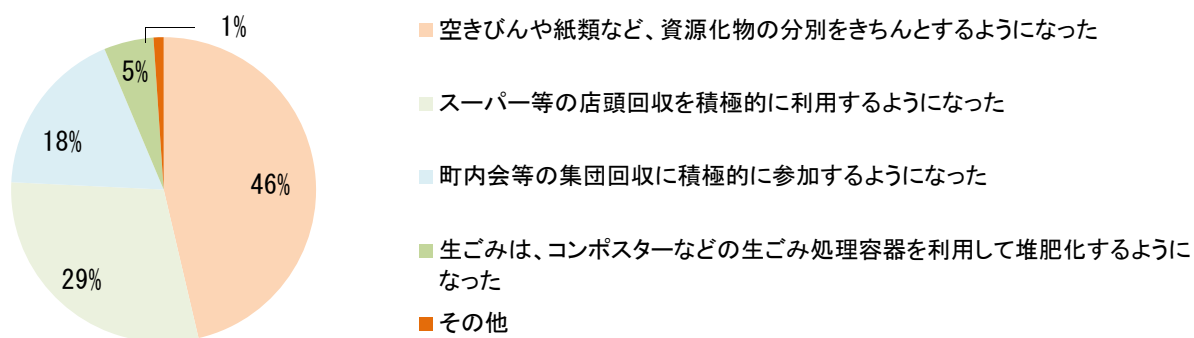 1%
5%
18%
46%
29%
空きびんや紙類など、資源化物の分別をきちんとするようになった
スーパー等の店頭回収を積極的に利用するようになった
町内会等の集団回収に積極的に参加するようになった
生ごみは、コンポスターなどの生ごみ処理容器を利用して堆肥化するように
なった
その他